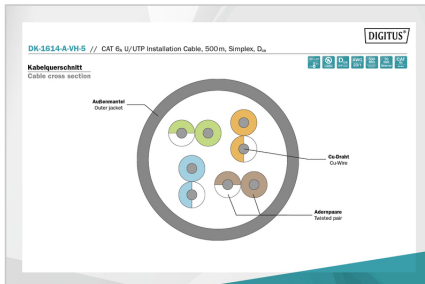 DIGITUS®
DK-1614-A-VH-5 // CAT 6A U/UTP Installation Cable, 500m, Simplex, Dca
Kabelquerschnitt
Cable cross section
Außenmantel
Outer jacket
Cu-Draht
Cu-Wire
Adernpaare
Twisted pair